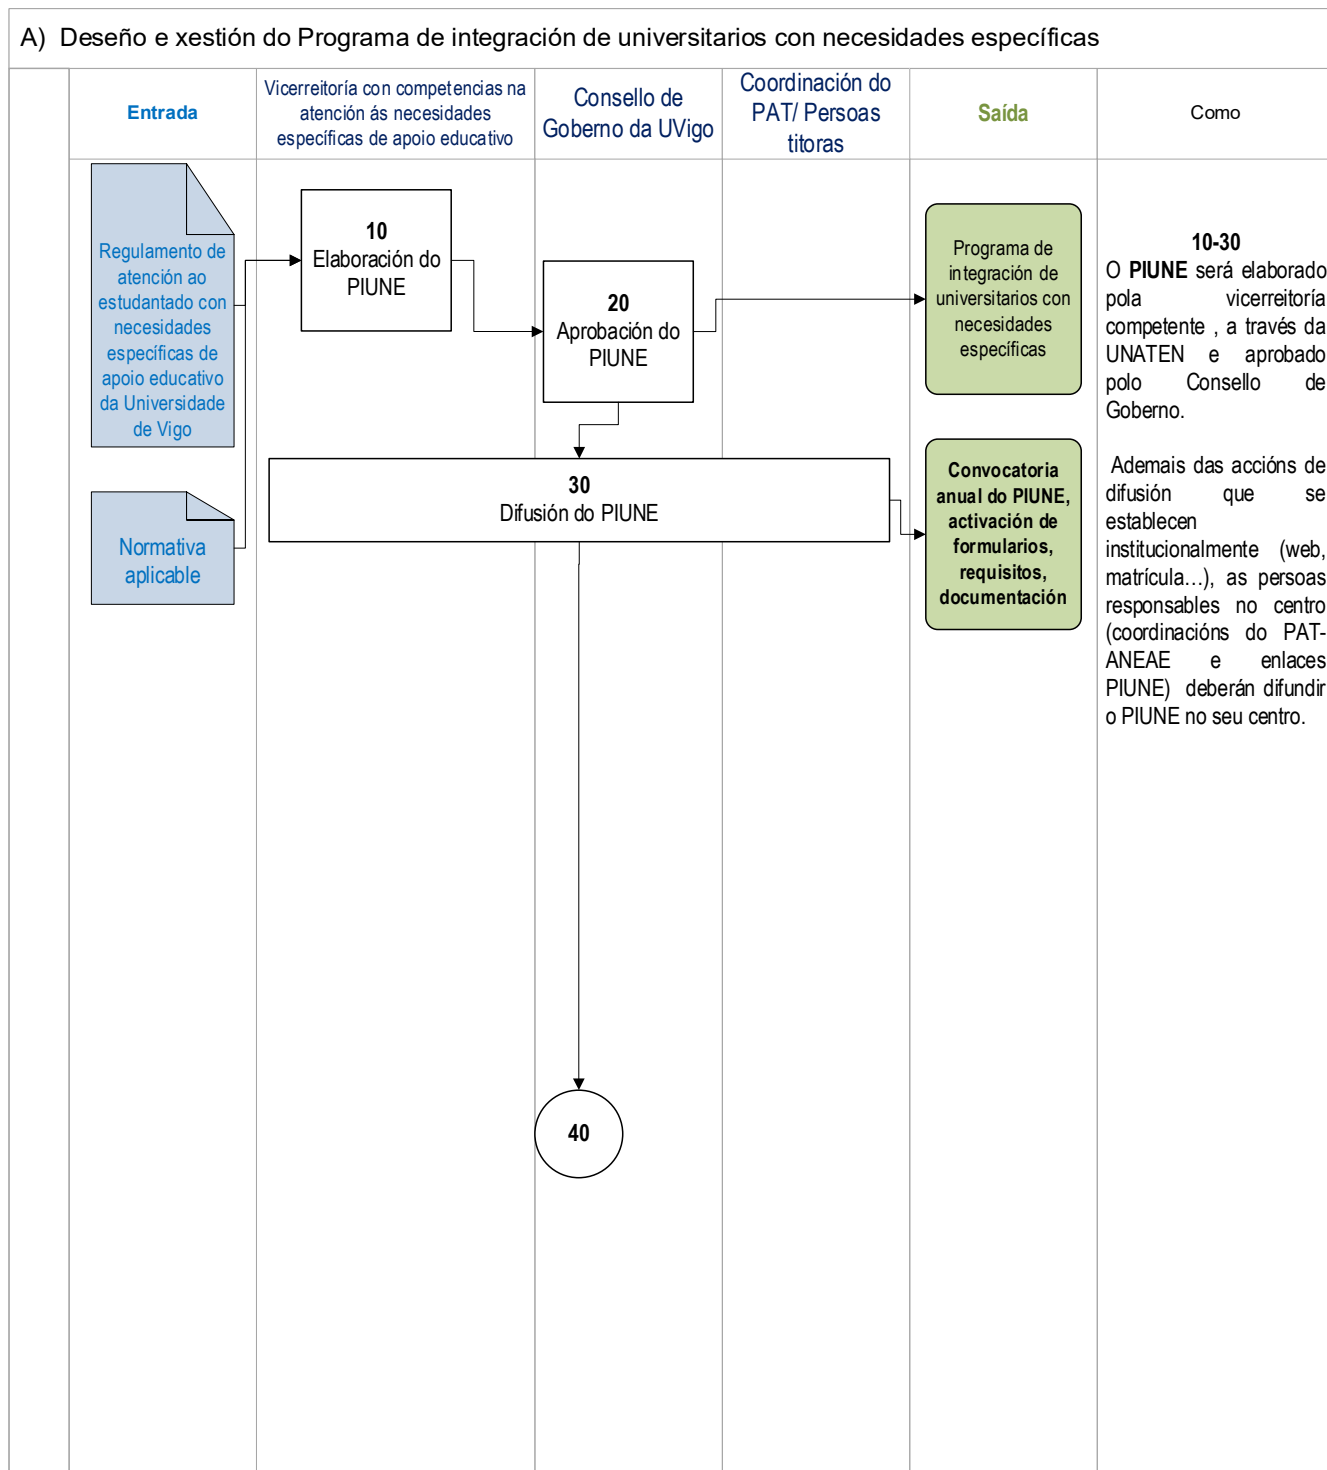 A) Deseño e xestión do Programa de integración de universitarios con necesidades específicas
Entrada
Vicerreitoría con competencias na
atención ás necesidades
específicas de apoio educativo
Consello de
Goberno da UVigo
Coordinación do
PAT/ Persoas
titoras
Saída
Como
Regulamento de
atención ao
estudantado con
necesidades
específicas de
apoio educativo
da Universidade
de Vigo
Normativa
aplicable
10
Elaboración do
PIUNE
20
Aprobación do
PIUNE
30
Difusión do PIUNE
40
Programa de
integración de
universitarios con
necesidades
específicas
Convocatoria
anual do PIUNE,
activación de
formularios,
requisitos,
documentación
10-30
O PIUNE será elaborado
pola vicerreitoría
competente , a través da
UNATEN e aprobado
polo Consello de
Goberno.
Ademais das accións de
difusión que se
establecen
institucionalmente (web,
matrícula…), as persoas
responsables no centro
(coordinacións do PAT-
ANEAE e enlaces
PIUNE) deberán difundir
o PIUNE no seu centro.